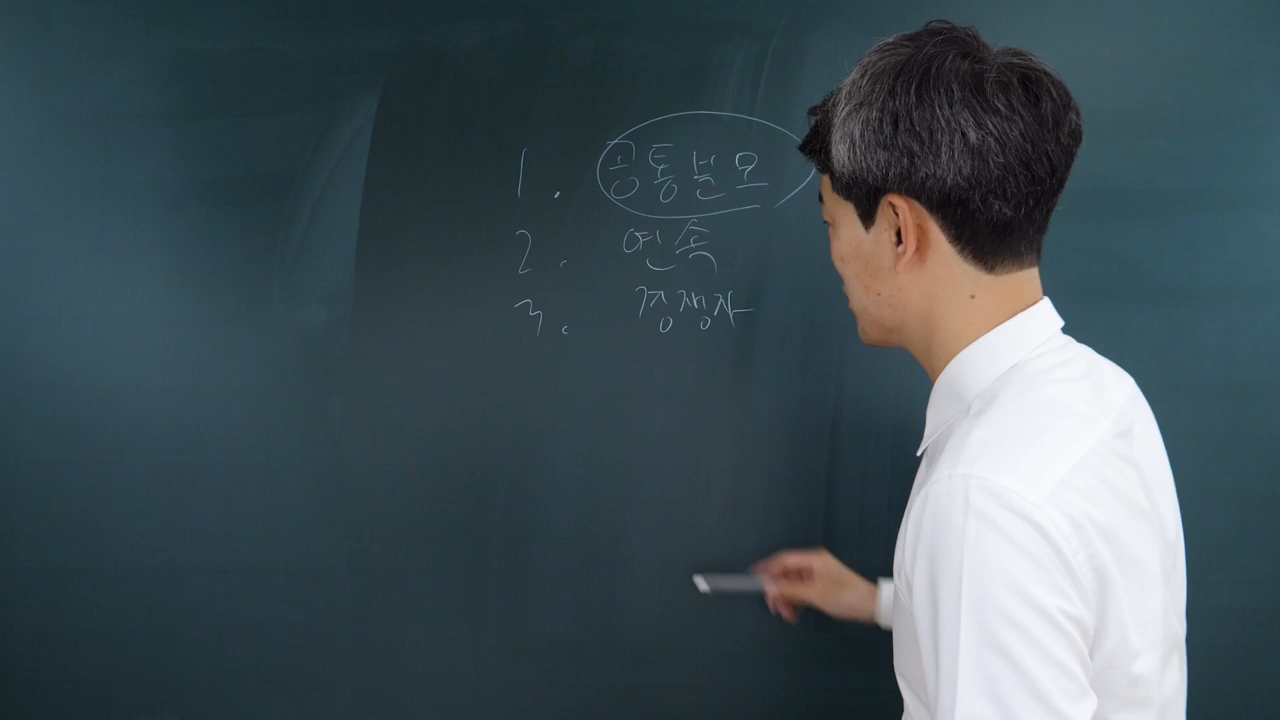 1. 공통분모
2. 연속
3. 경쟁자